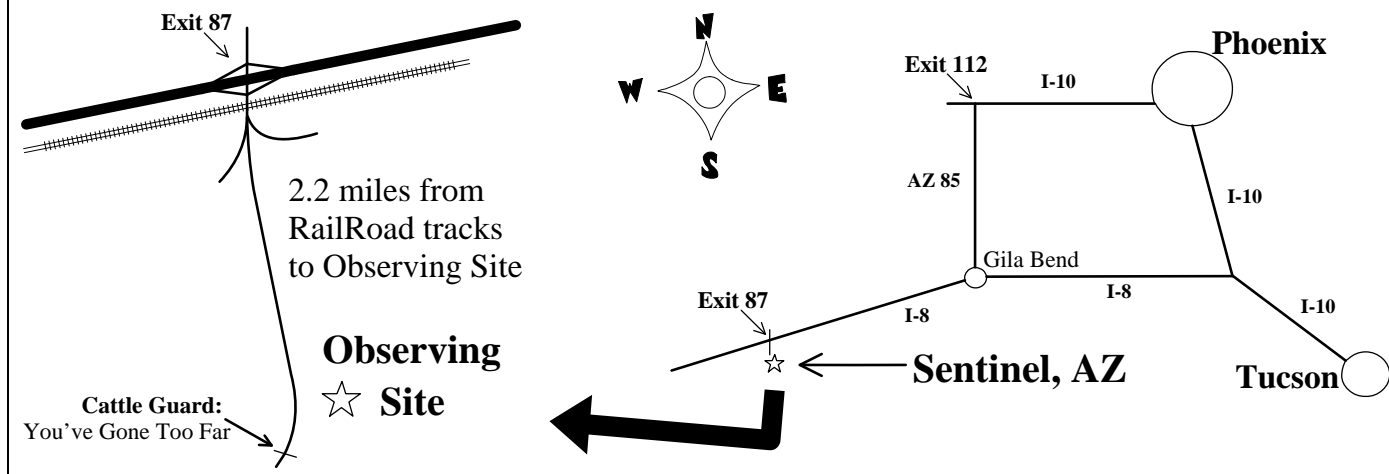 Exit 87
2.2 miles from
RailRoad tracks
to Observing Site
Observing
Site
Cattle Guard:
You've Gone Too Far
N
W
E
S
Phoenix
Exit 112
I-10
AZ 85
I-10
Gila Bend
I-8
Exit 87
I-8
I-10
Sentinel, AZ
Tucson